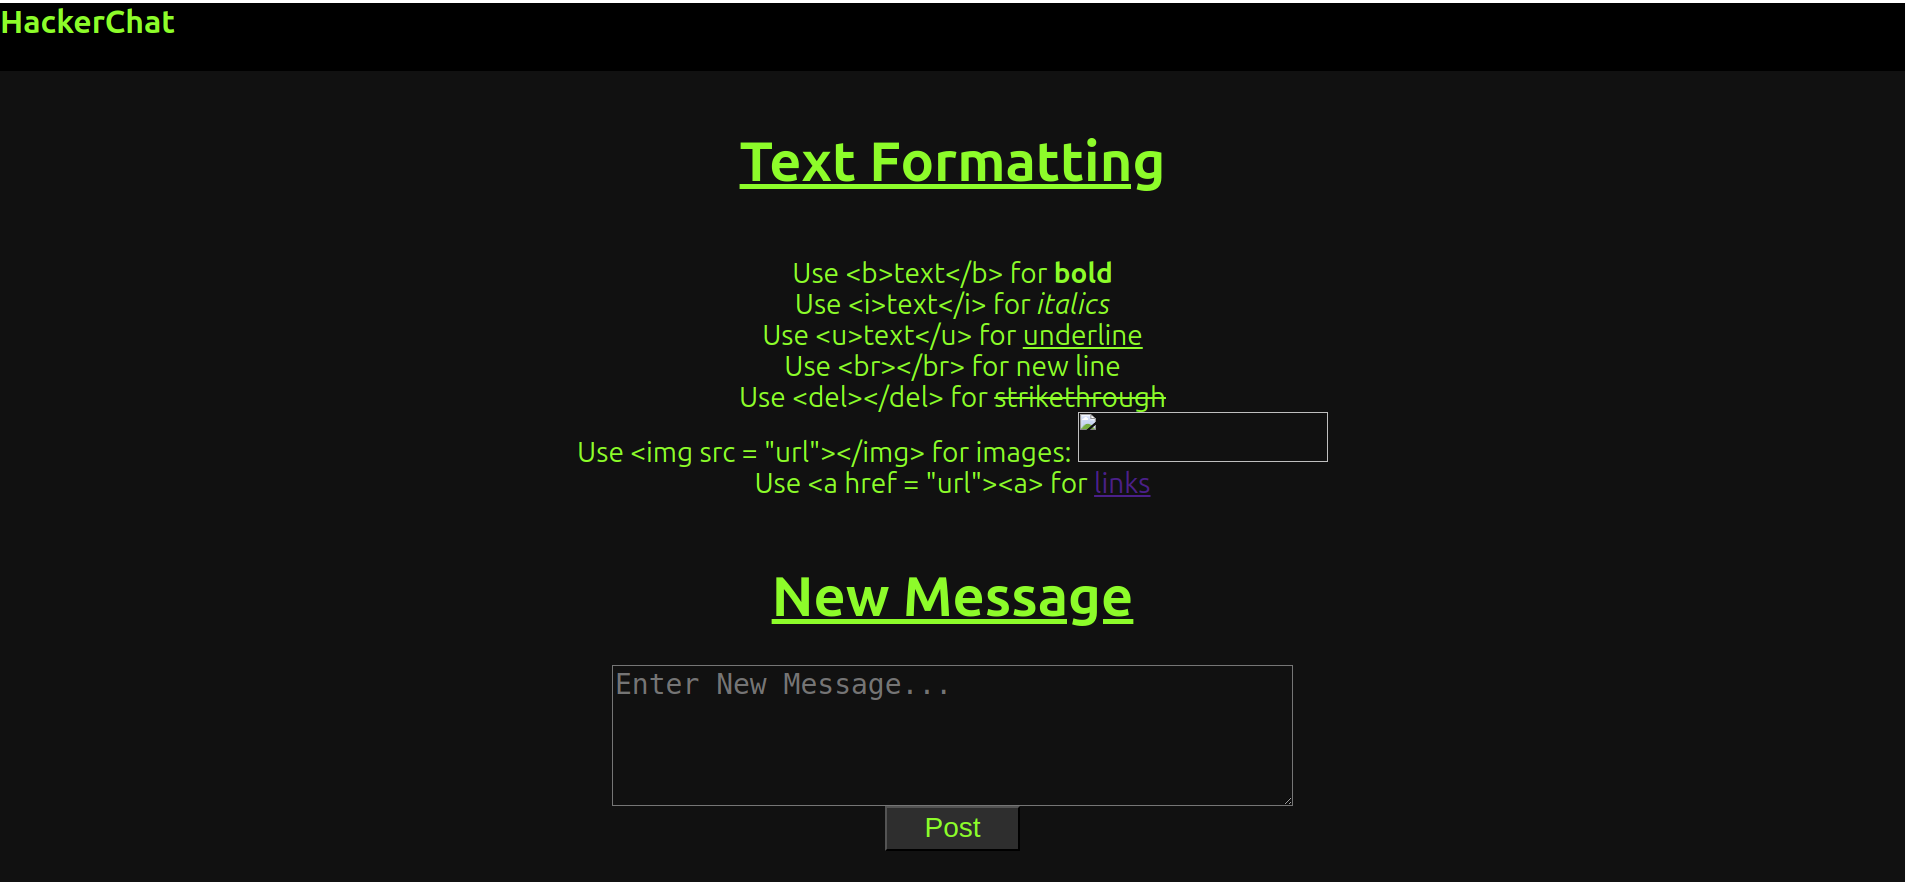 HackerChat
Text Formatting
Use <b>text</b> for bold
Use <i>text</i> for italics
Use <u>text</u> for underline
Use <br></br> for new line
Use <del></del> for strikethrough
Use <img src = "url"></img> for images:
Use <a href = "url"><a> for links
New Message
Enter New Message...
Post